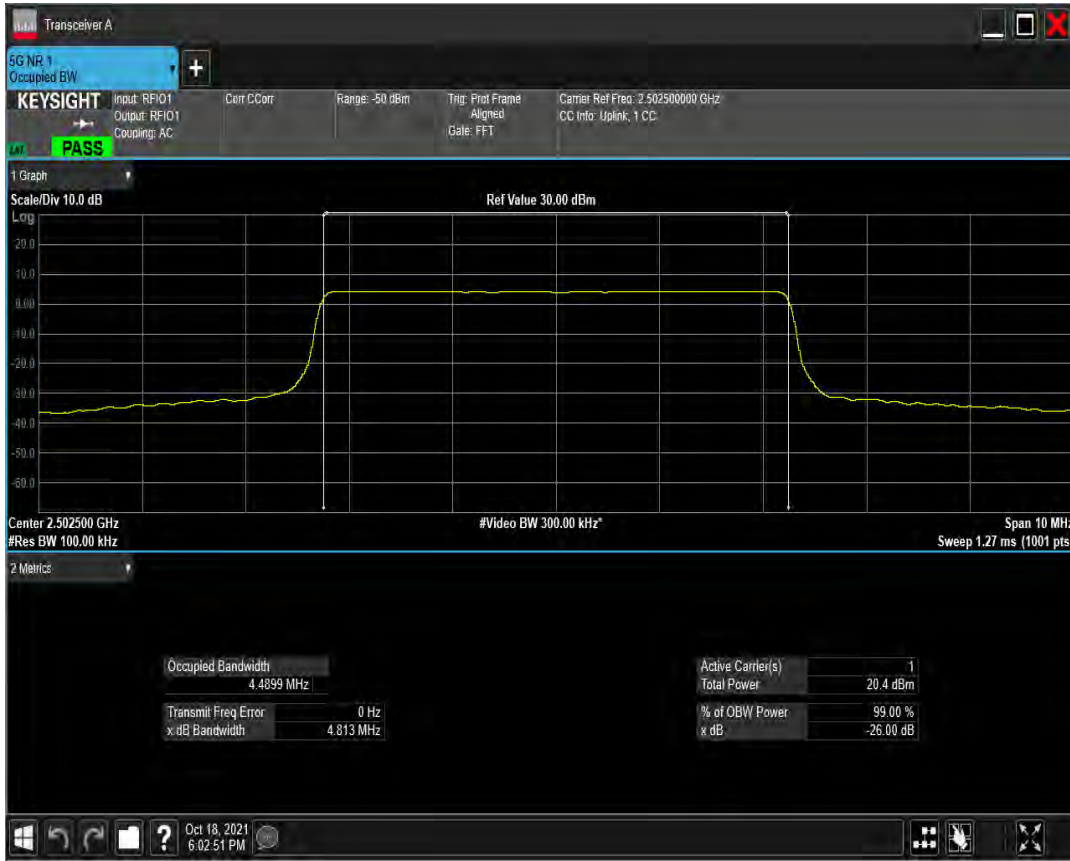 Transceiver A
5G NR 1
Occupied BW
+
KEYSIGHT
Input: RFIO1
Output: RFIO1
Coupling: AC
Corr CCorr
Range: -50 dBm
Trig: Prot Frame
Aligned
Gate: FFT
Carrier Ref Freq: 2.502500000 GHz
CC Info: Uplink, 1 CC
PASS
1 Graph
Scale/Div 10.0 dB
Ref Value 30.00 dBm
Log
20.0
10.0
0.00
-10.0
-20.0
-30.0
-40.0
-50.0
-60.0
Center 2.502500 GHz
#Video BW 300.00 kHz*
Span 10 MHz
#Res BW 100.00 kHz
Sweep 1.27 ms (1001 pts
2 Metrics
Occupied Bandwidth
4.4899 MHz
Transmit Freq Error 0 Hz
x dB Bandwidth 4.813 MHz
Active Carrier(s) 1
Total Power 20.4 dBm
% of OBW Power 99.00 %
x dB -26.00 dB
?
Oct 18, 2021
6:02:51 PM